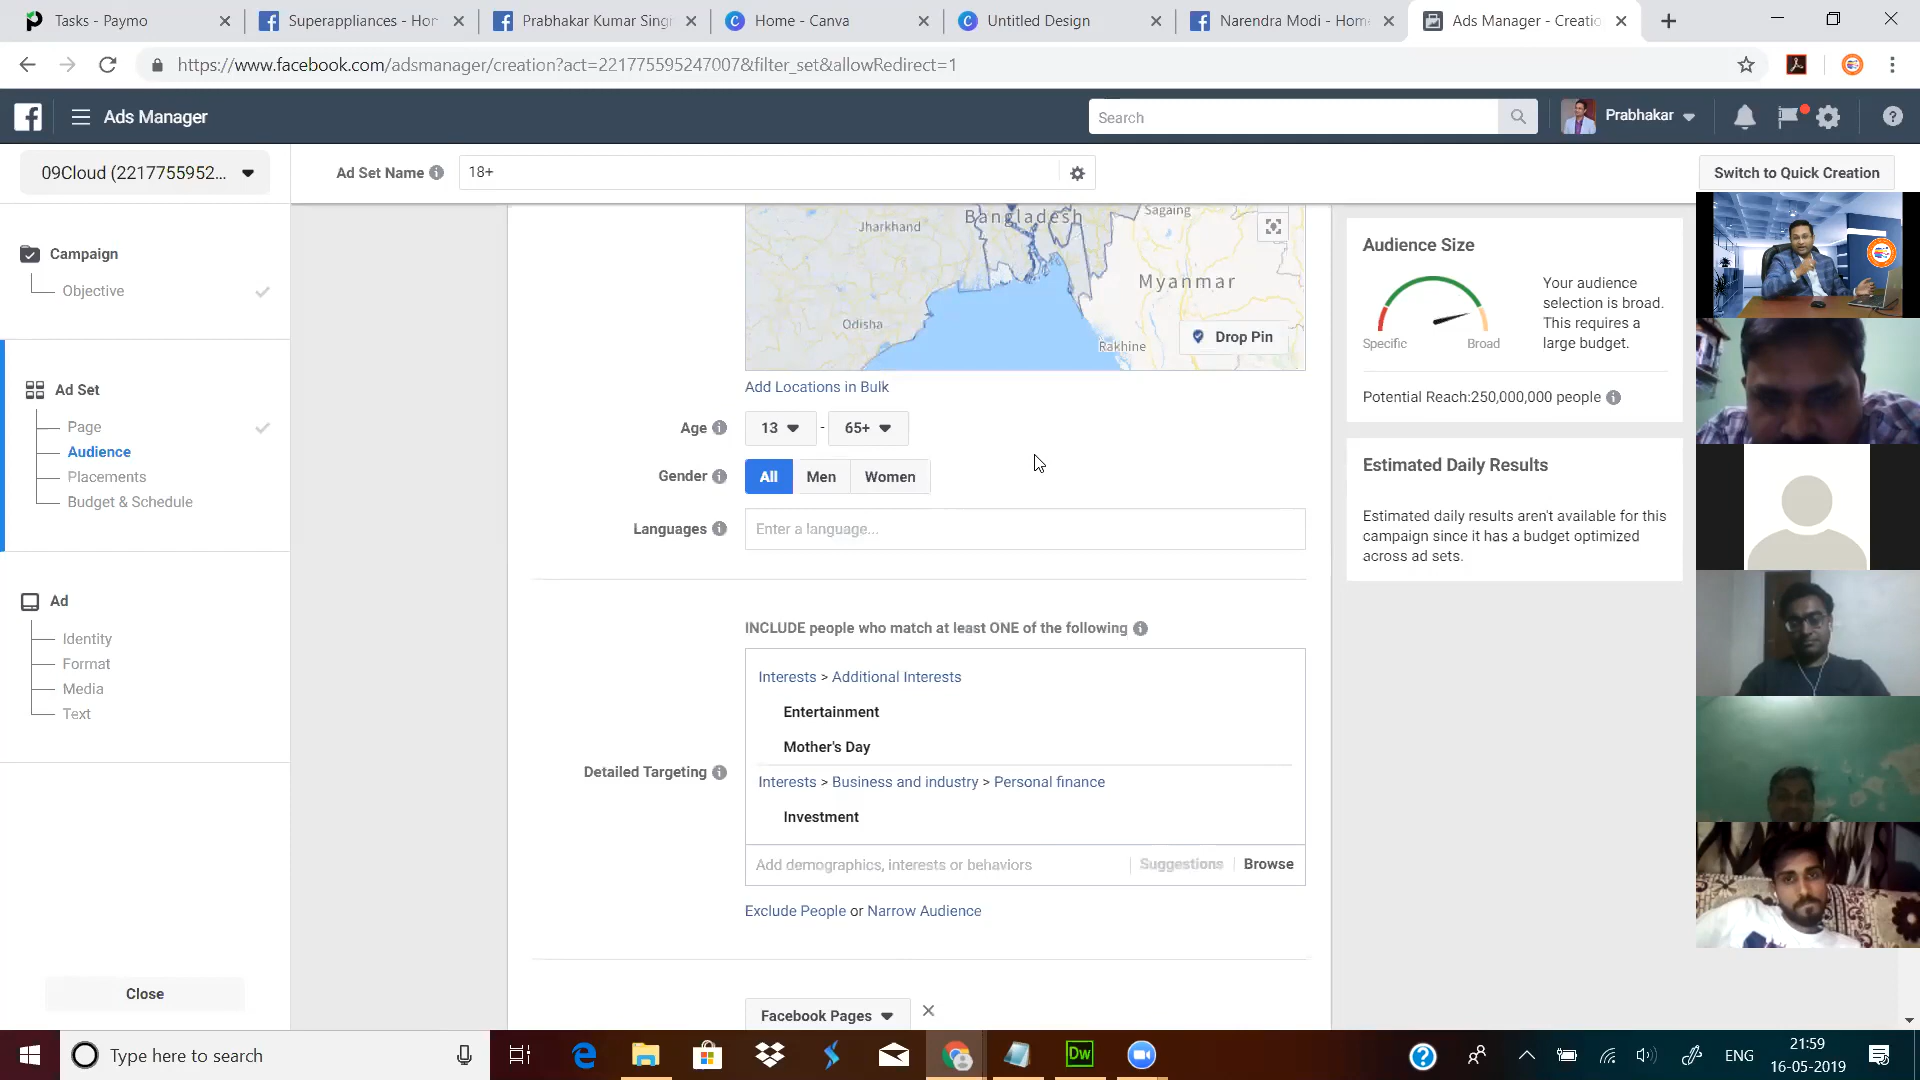 Tasks - Paymo
Superappliances - Hor
Prabhakar Kumar Sing
Home - Canva
Untitled Design
Narendra Modi - Hom
Ads Manager - Creatio
https://www.facebook.com/adsmanager/creation?act=221775595247007&filter_set&allowRedirect=1
Ads Manager
Search
Prabhakar
09Cloud (2217755952...
Ad Set Name
18+
Switch to Quick Creation
Campaign
Objective
Ad Set
Page
Audience
Placements
Budget & Schedule
Ad
Identity
Format
Media
Text
Close
Bangladesh
Sagaing
Jharkhand
Myanmar
Odisha
Rakhine
Drop Pin
Add Locations in Bulk
Age
13
-
65+
Gender
All
Men
Women
Languages
Enter a language...
INCLUDE people who match at least ONE of the following
Interests > Additional Interests
Entertainment
Mother's Day
Detailed Targeting
Interests > Business and industry > Personal finance
Investment
Add demographics, interests or behaviors
Suggestions
Browse
Exclude People or Narrow Audience
Facebook Pages
Audience Size
Specific
Broad
Your audience
selection is broad.
This requires a
large budget.
Potential Reach:250,000,000 people
Estimated Daily Results
Estimated daily results aren't available for this
campaign since it has a budget optimized
across ad sets.
Type here to search
Dw
ENG
21:59
16-05-2019